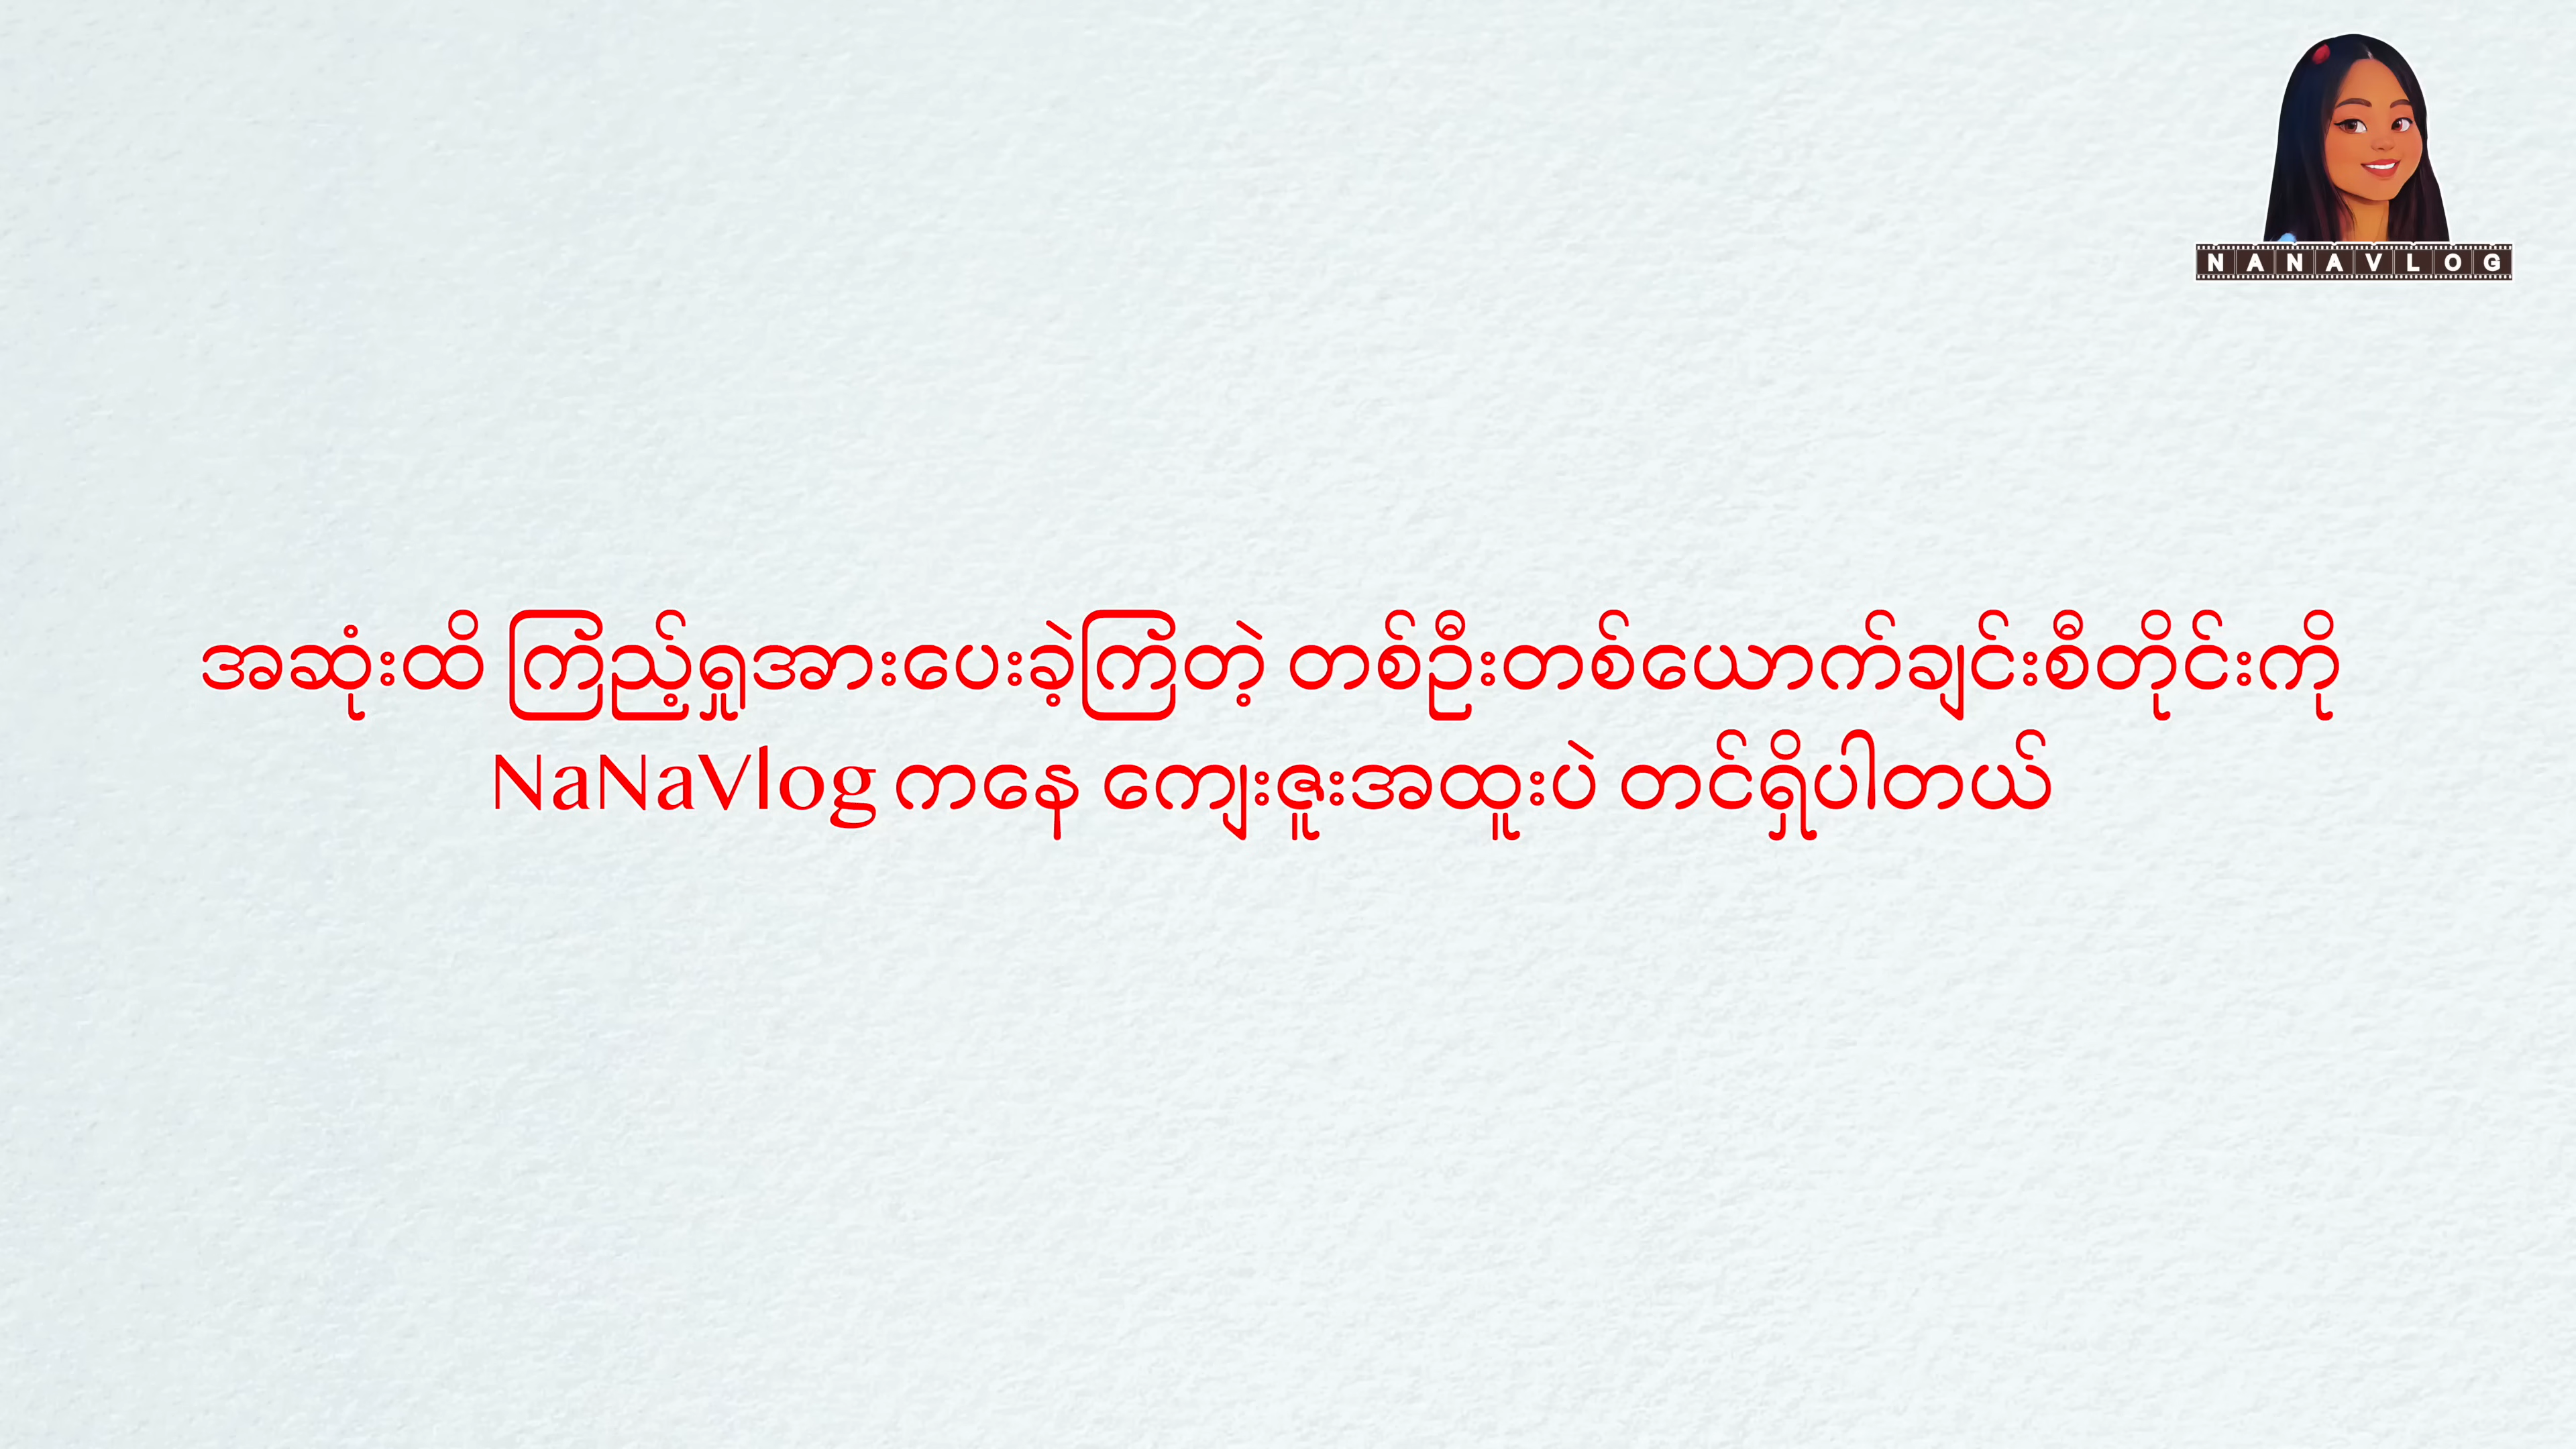 NANAVLOG
အဆုံးထိ ကြည့်ရှုအားပေးခဲ့ကြတဲ့ တစ်ဦးတစ်ယောက်ချင်းစီတိုင်းကို
NaNaVlog ကနေ ကျေးဇူးအထူးပဲ တင်ရှိပါတယ်